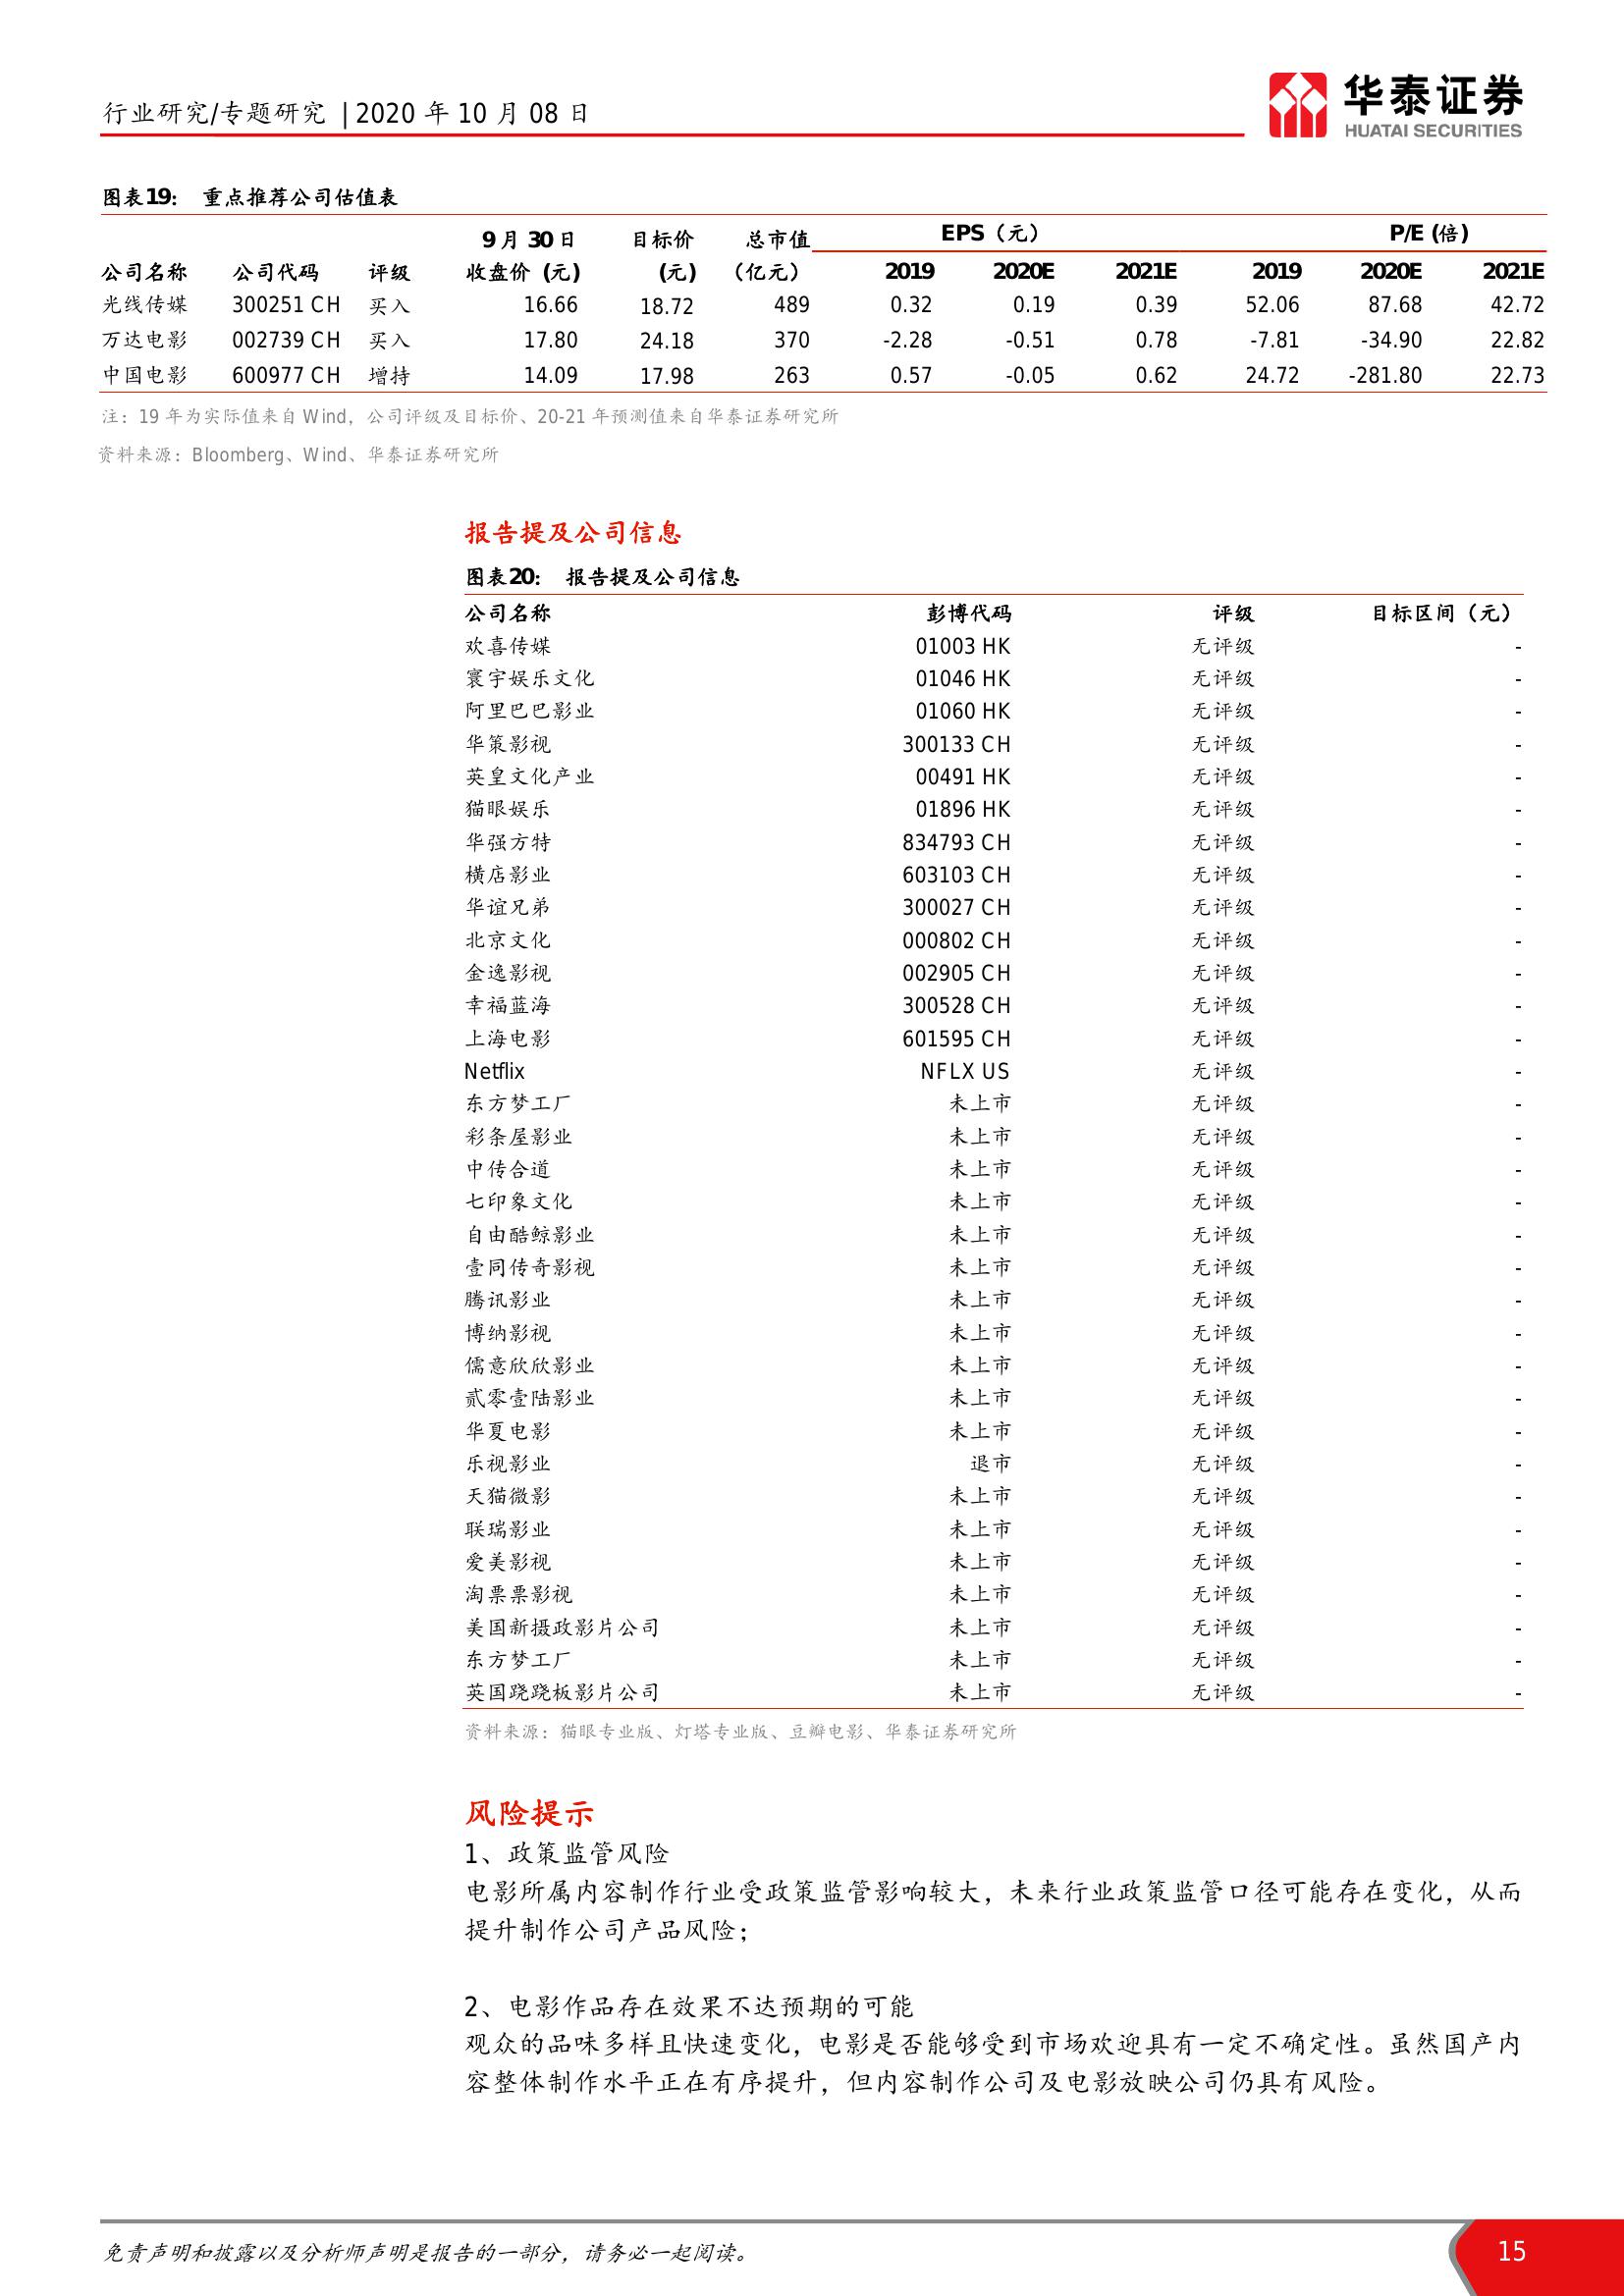 行业研究/专题研究 | 2020 年 10 月 08 日
华泰证券
HUATAI SECURITIES
图表19: 重点推荐公司估值表
9 月 30 日 目标价 总市值 EPS（元） P/E (倍)
公司名称 公司代码 评级 收盘价 (元) (元) （亿元） 2019 2020E 2021E 2019 2020E 2021E
光线传媒 300251 CH 买入 16.66 18.72 489 0.32 0.19 0.39 52.06 87.68 42.72
万达电影 002739 CH 买入 17.80 24.18 370 -2.28 -0.51 0.78 -7.81 -34.90 22.82
中国电影 600977 CH 增持 14.09 17.98 263 0.57 -0.05 0.62 24.72 -281.80 22.73
注：19 年为实际值来自 Wind，公司评级及目标价、20-21 年预测值来自华泰证券研究所
资料来源：Bloomberg、Wind、华泰证券研究所
报告提及公司信息
图表20: 报告提及公司信息
公司名称 彭博代码 评级 目标区间（元）
欢喜传媒 01003 HK 无评级 -
寰宇娱乐文化 01046 HK 无评级 -
阿里巴巴影业 01060 HK 无评级 -
华策影视 300133 CH 无评级 -
英皇文化产业 00491 HK 无评级 -
猫眼娱乐 01896 HK 无评级 -
华强方特 834793 CH 无评级 -
横店影业 603103 CH 无评级 -
华谊兄弟 300027 CH 无评级 -
北京文化 000802 CH 无评级 -
金逸影视 002905 CH 无评级 -
幸福蓝海 300528 CH 无评级 -
上海电影 601595 CH 无评级 -
Netflix NFLX US 无评级 -
东方梦工厂 未上市 无评级 -
彩条屋影业 未上市 无评级 -
中传合道 未上市 无评级 -
七印象文化 未上市 无评级 -
自由酷鲸影业 未上市 无评级 -
壹同传奇影视 未上市 无评级 -
腾讯影业 未上市 无评级 -
博纳影视 未上市 无评级 -
儒意欣欣影业 未上市 无评级 -
贰零壹陆影业 未上市 无评级 -
华夏电影 未上市 无评级 -
乐视影业 退市 无评级 -
天猫微影 未上市 无评级 -
联瑞影业 未上市 无评级 -
爱美影视 未上市 无评级 -
淘票票影视 未上市 无评级 -
美国新摄政影片公司 未上市 无评级 -
东方梦工厂 未上市 无评级 -
英国跷跷板影片公司 未上市 无评级 -
资料来源：猫眼专业版、灯塔专业版、豆瓣电影、华泰证券研究所
风险提示
1、政策监管风险
电影所属内容制作行业受政策监管影响较大，未来行业政策监管口径可能存在变化，从而
提升制作公司产品风险；
2、电影作品存在效果不达预期的可能
观众的品味多样且快速变化，电影是否能够受到市场欢迎具有一定不确定性。虽然国产内
容整体制作水平正在有序提升，但内容制作公司及电影放映公司仍具有风险。
免责声明和披露以及分析师声明是报告的一部分，请务必一起阅读。
15